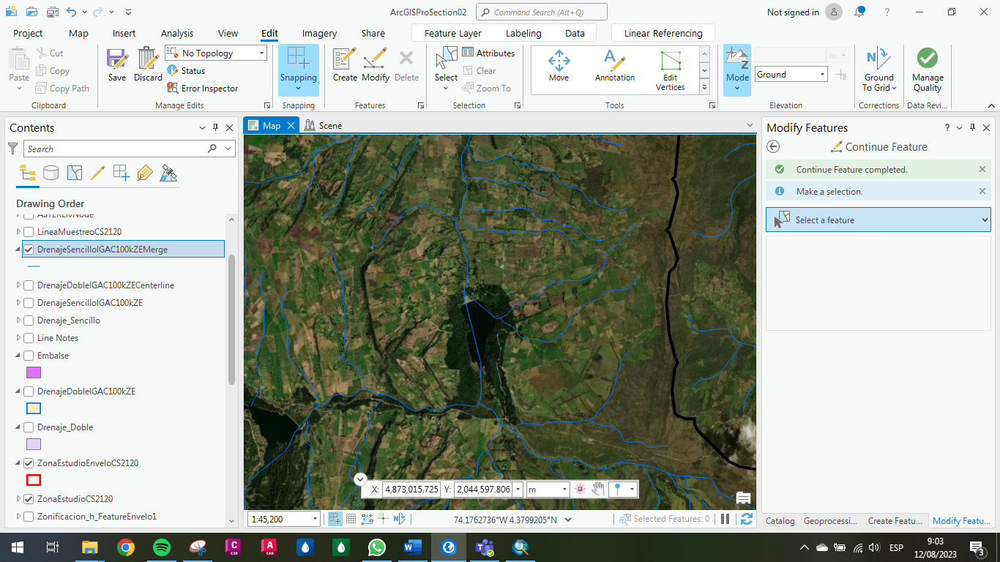 ArcGISProSection02
Command Search (Alt+Q)
Not signed in
?
Project
Map
Insert
Analysis
View
Edit
Imagery
Share
Feature Layer
Labeling
Data
Linear Referencing
Paste
Cut
Copy
Copy Path
Clipboard
Save
Discard
No Topology
Status
Error Inspector
Manage Edits
Snapping
Snapping
Create
Modify
Delete
Features
Select
Attributes
Clear
Zoom To
Selection
Move
Annotation
Edit
Vertices
Tools
Mode
m
Ground
Elevation
Ground
To Grid
Corrections
Manage
Quality
Data Revi...
Contents
Search
Drawing Order
LineaMuestreoCS2120
DrenajeSencilloIGAC100kZEMerge
DrenajeDobleIGAC100kZECenterline
DrenajeSencilloIGAC100kZE
Drenaje_Sencillo
Line Notes
Embalse
DrenajeDobleIGAC100kZE
Drenaje_Doble
ZonaEstudioEnveloCS2120
ZonaEstudioCS2120
Zonificacion_h_FeatureEnvelo1
Map
Scene
X: 4,873,015.725 Y: 2,044,597.806 m
1:45,200
74.1762736°W 4.3799205°N
Selected Features: 0
Modify Features
?
Continue Feature
Continue Feature completed.
Make a selection.
Select a feature
Catalog
Geoprocessi...
Create Featu...
Modify Featu...
ESP
9:03
12/08/2023
3